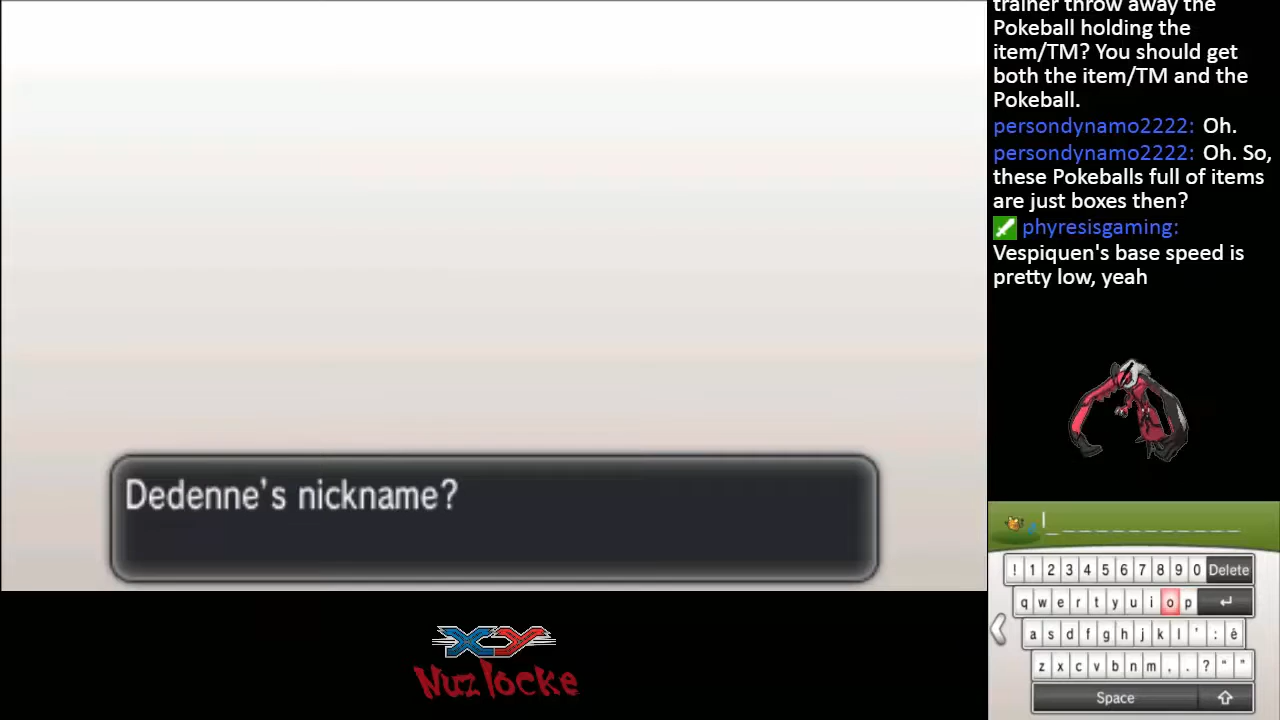 trainer throw away the
Pokeball holding the
item/TM? You should get
both the item/TM and the
Pokeball.
persondynamo2222: Oh.
persondynamo2222: Oh. So,
these Pokeballs full of items
are just boxes then?
phyresisgaming:
Vespiquen's base speed is
pretty low, yeah
Dedenne's nickname?
! 1 2 3 4 5 6 7 8 9 0 Delete
q w e r t y u i o p
a s d f g h j k l ' : é
z x c v b n m , . ? “ ”
Space
XY
Nuzlocke